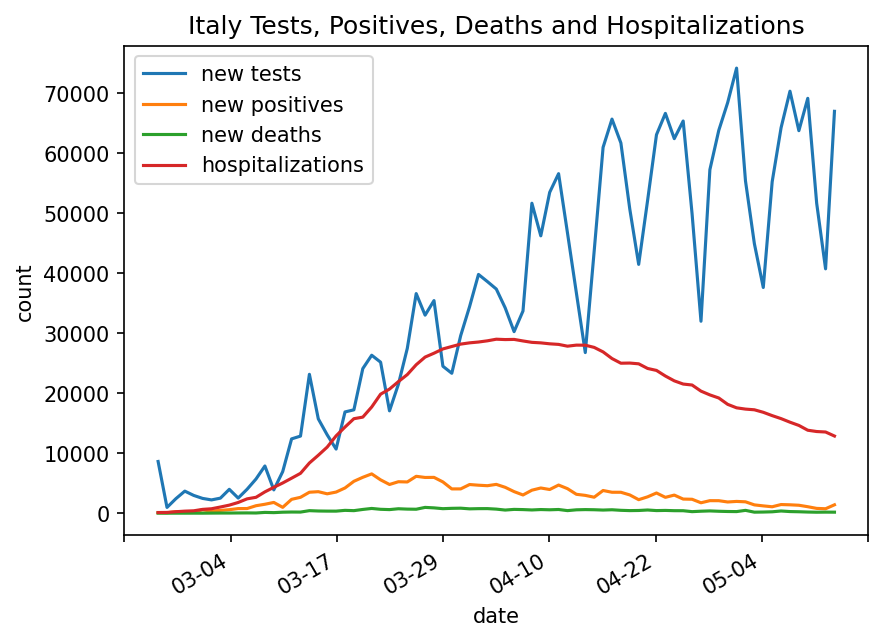 Italy Tests, Positives, Deaths and Hospitalizations
new tests
new positives
new deaths
hospitalizations
count
70000
60000
50000
40000
30000
20000
10000
0
03-04
03-17
03-29
04-10
04-22
05-04
date